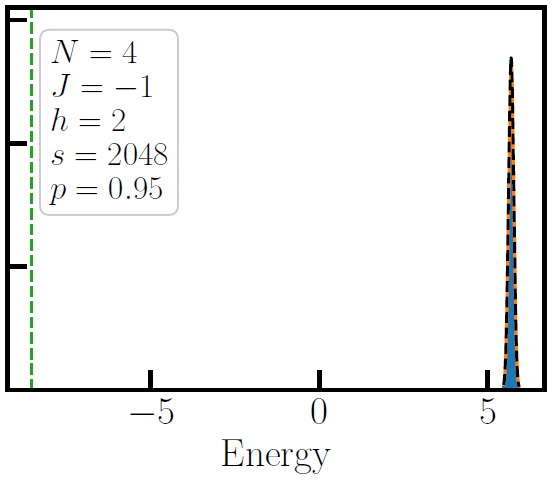 N = 4
J = −1
h = 2
s = 2048
p = 0.95
−5 0 5
Energy